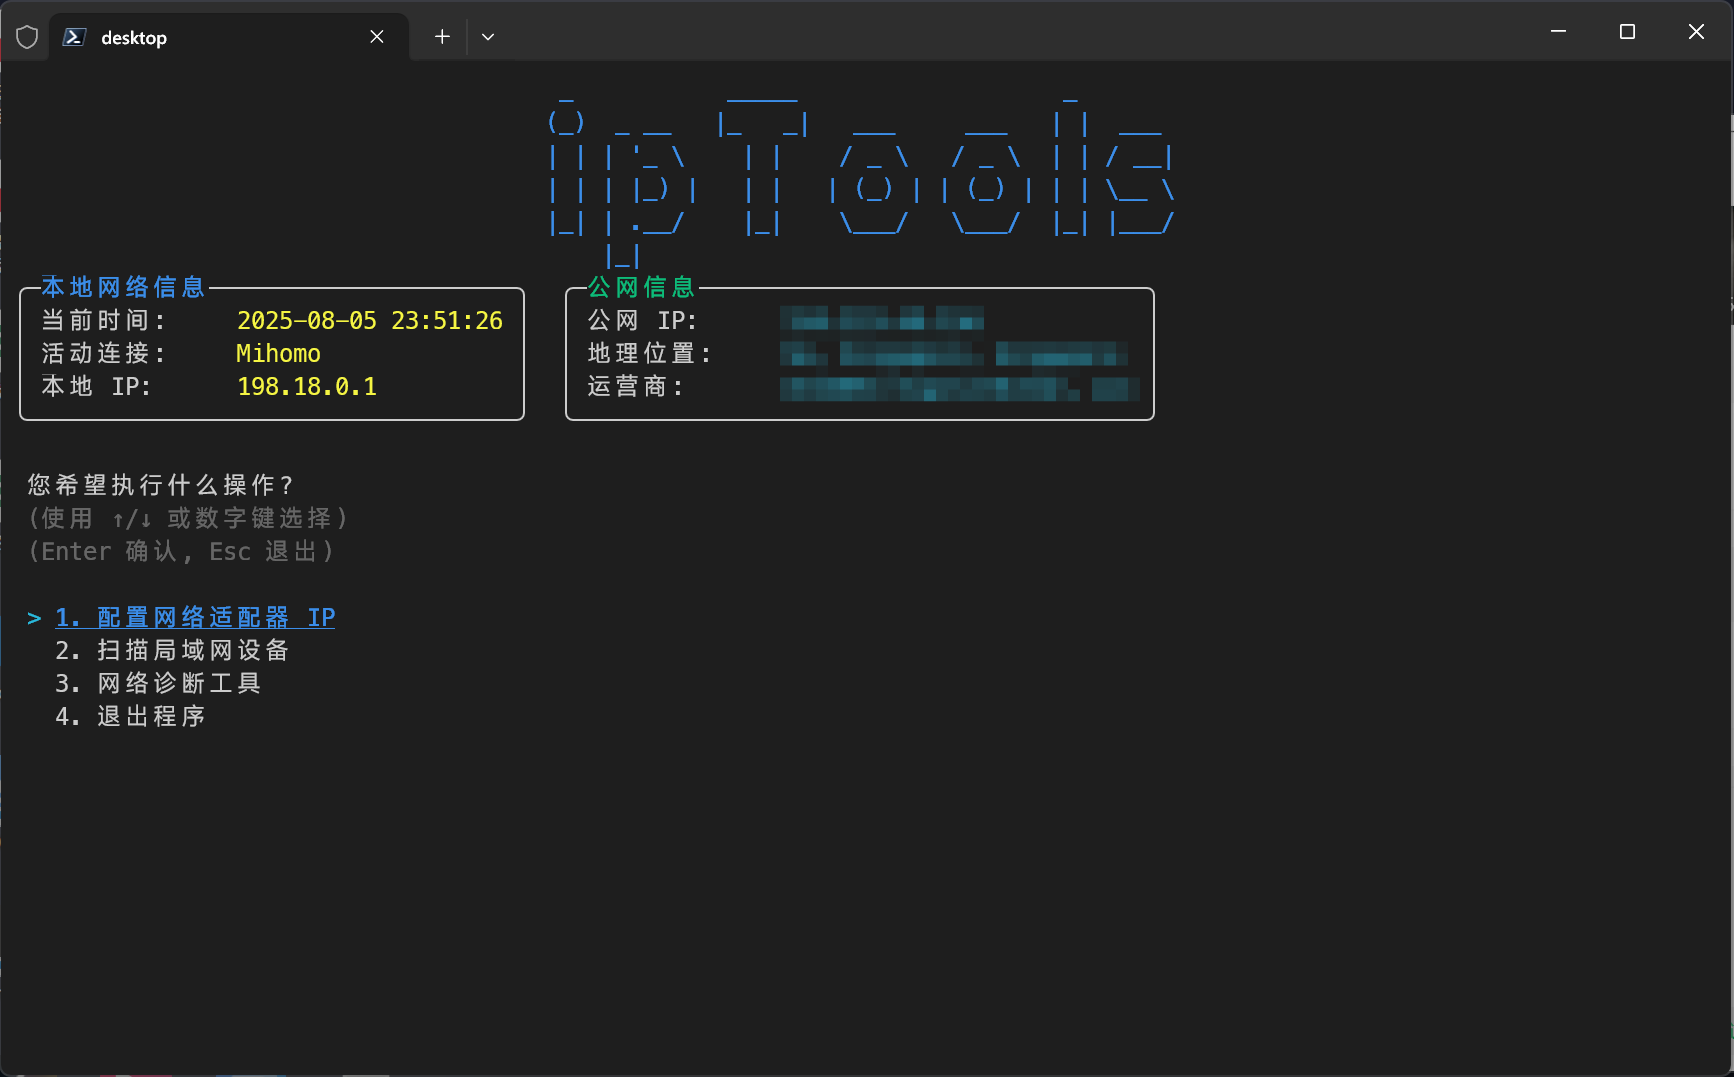 desktop
ipTools
本地网络信息
当前时间: 2025-08-05 23:51:26
活动连接: Mihomo
本地 IP: 198.18.0.1
公网信息
公网 IP:
地理位置:
运营商:
您希望执行什么操作?
(使用 ↑/↓ 或数字键选择)
(Enter 确认, Esc 退出)
> 1. 配置网络适配器 IP
2. 扫描局域网设备
3. 网络诊断工具
4. 退出程序